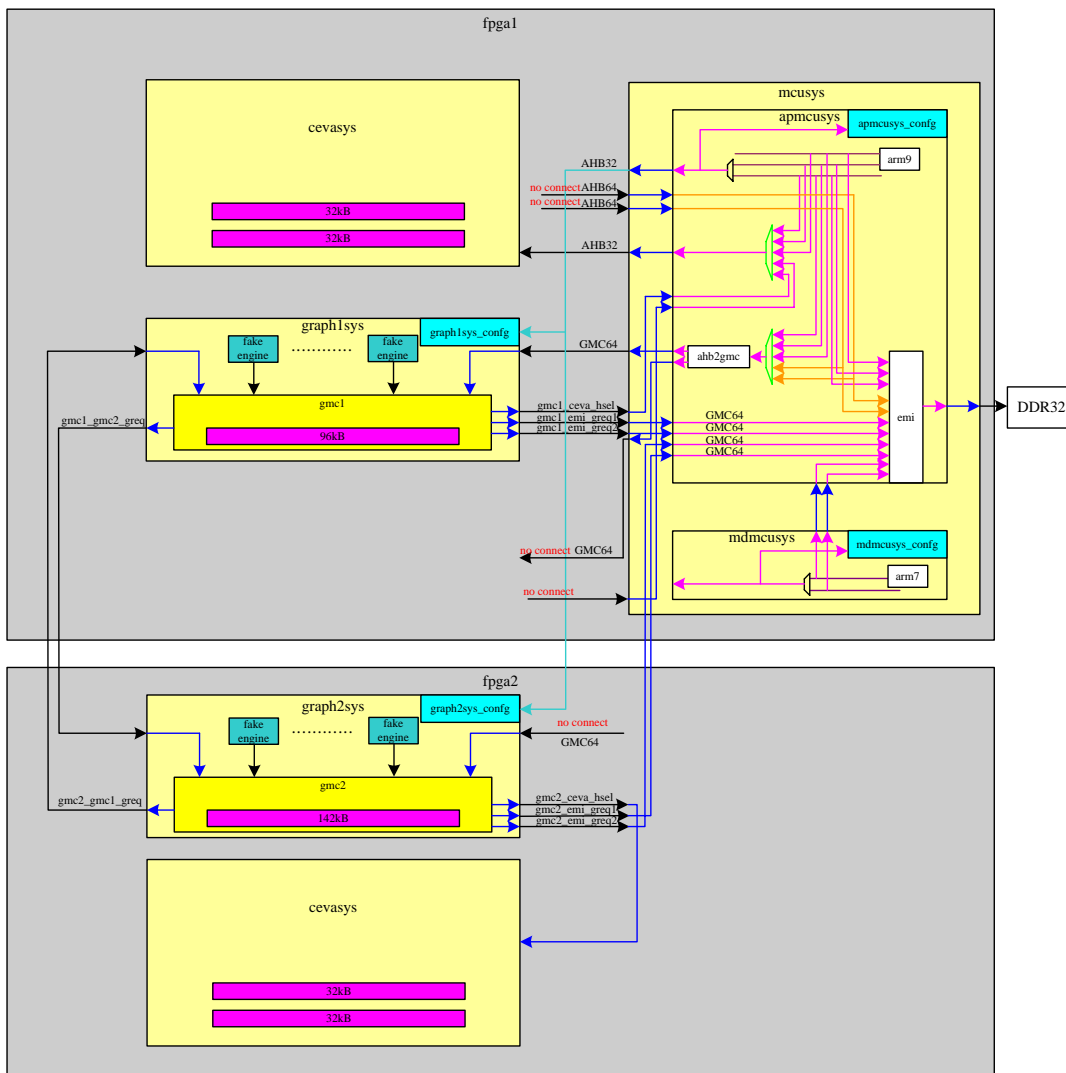 fpga1
cevasys
32kB
32kB
mcusys
apmcusys
apmcusys_confg
arm9
AHB32
no connect AHB64
no connect AHB64
AHB32
graph1sys
graph1sys_confg
fake
engine
............
fake
engine
GMC64
ahb2gmc
emi
DDR32
gmc1
96kB
gmc1_gmc2_greq
gmc1_ceva_hsel
gmc1_emi_greq1
gmc1_emi_greq2
GMC64
GMC64
GMC64
GMC64
no connect GMC64
no connect
mdmcusys
mdmcusys_confg
arm7
fpga2
graph2sys
graph2sys_confg
fake
engine
............
fake
engine
no connect
GMC64
gmc2
142kB
gmc2_gmc1_greq
gmc2_ceva_hsel
gmc2_emi_greq1
gmc2_emi_greq2
cevasys
32kB
32kB